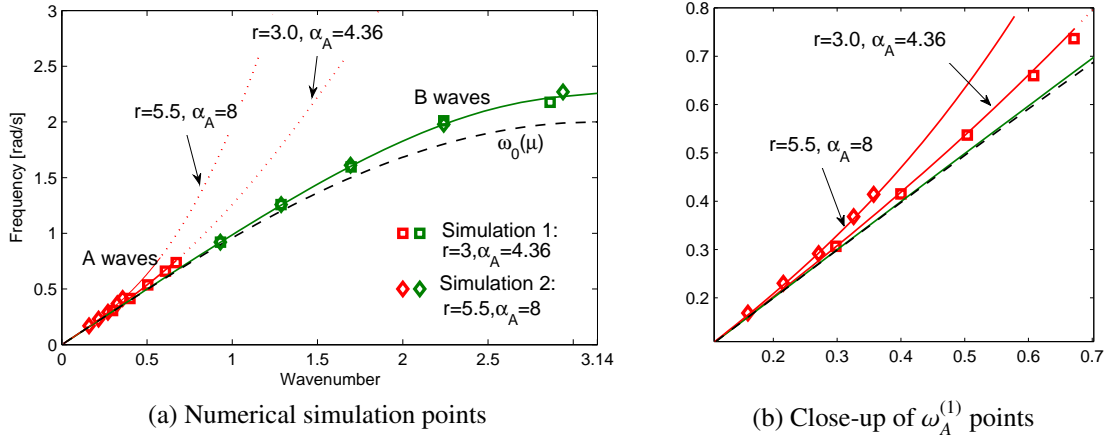 3
2.5
2
1.5
1
0.5
0
0
0.5
1
1.5
2
2.5
3.14
Frequency [rad/s]
Wavenumber
r=3.0, α_A=4.36
r=5.5, α_A=8
B waves
ω_0(μ)
A waves
Simulation 1:
r=3,α_A=4.36
Simulation 2:
r=5.5,α_A=8
(a) Numerical simulation points
0.8
0.7
0.6
0.5
0.4
0.3
0.2
0.2
0.3
0.4
0.5
0.6
0.7
r=3.0, α_A=4.36
r=5.5, α_A=8
(b) Close-up of ω_A^(1) points